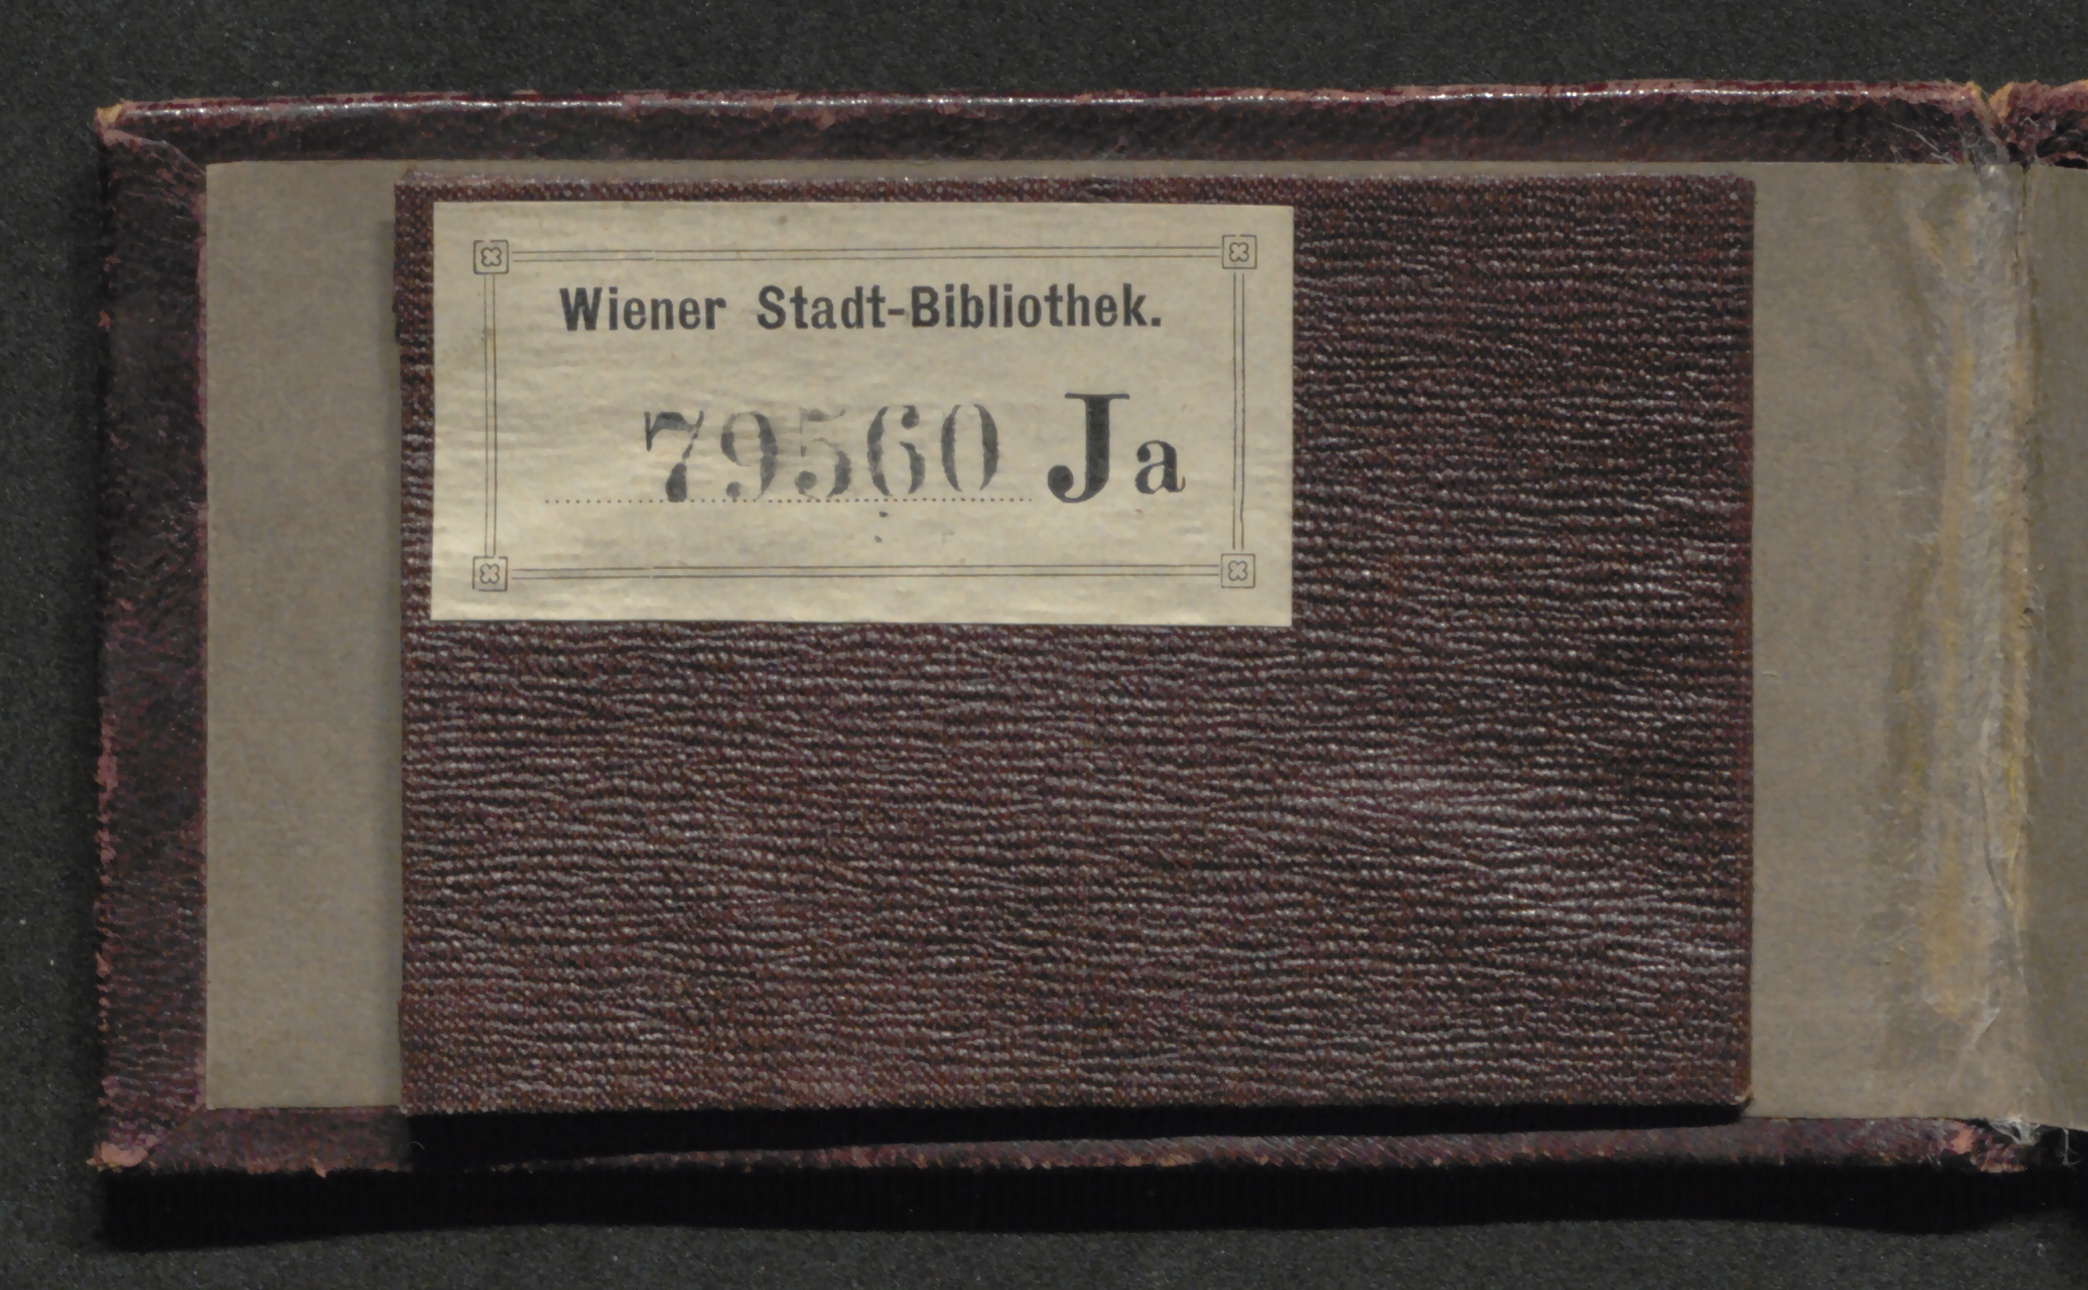 Wiener Stadt-Bibliothek.
79560 Ja